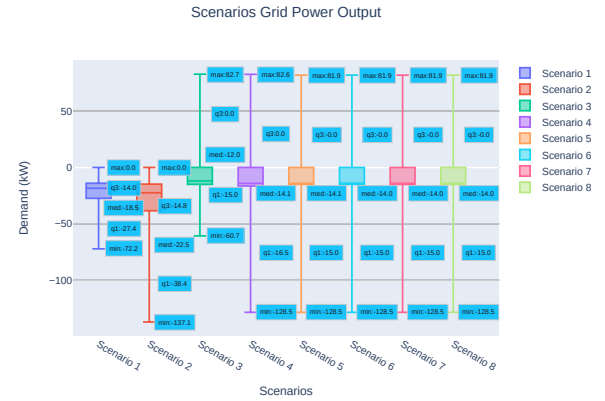 Scenarios Grid Power Output
max:82.7
max:82.6
max:81.9
max:81.9
max:81.9
max:81.9
Scenario 1
Scenario 2
Scenario 3
Scenario 4
Scenario 5
Scenario 6
Scenario 7
Scenario 8
50
q3:0.0
q3:0.0
q3:-0.0
q3:-0.0
q3:-0.0
q3:-0.0
med:-12.0
0
max:0.0
max:0.0
q3:-14.0
q1:-15.0
med:-14.1
med:-14.1
med:-14.0
med:-14.0
med:-14.0
med:-18.5
q3:-14.8
q1:-27.4
min:-60.7
−50
min:-72.2
med:-22.5
q1:-16.5
q1:-15.0
q1:-15.0
q1:-15.0
q1:-15.0
−100
q1:-38.4
min:-137.1
min:-128.5
min:-128.5
min:-128.5
min:-128.5
min:-128.5
Demand (kW)
Scenario 1
Scenario 2
Scenario 3
Scenario 4
Scenario 5
Scenario 6
Scenario 7
Scenario 8
Scenarios